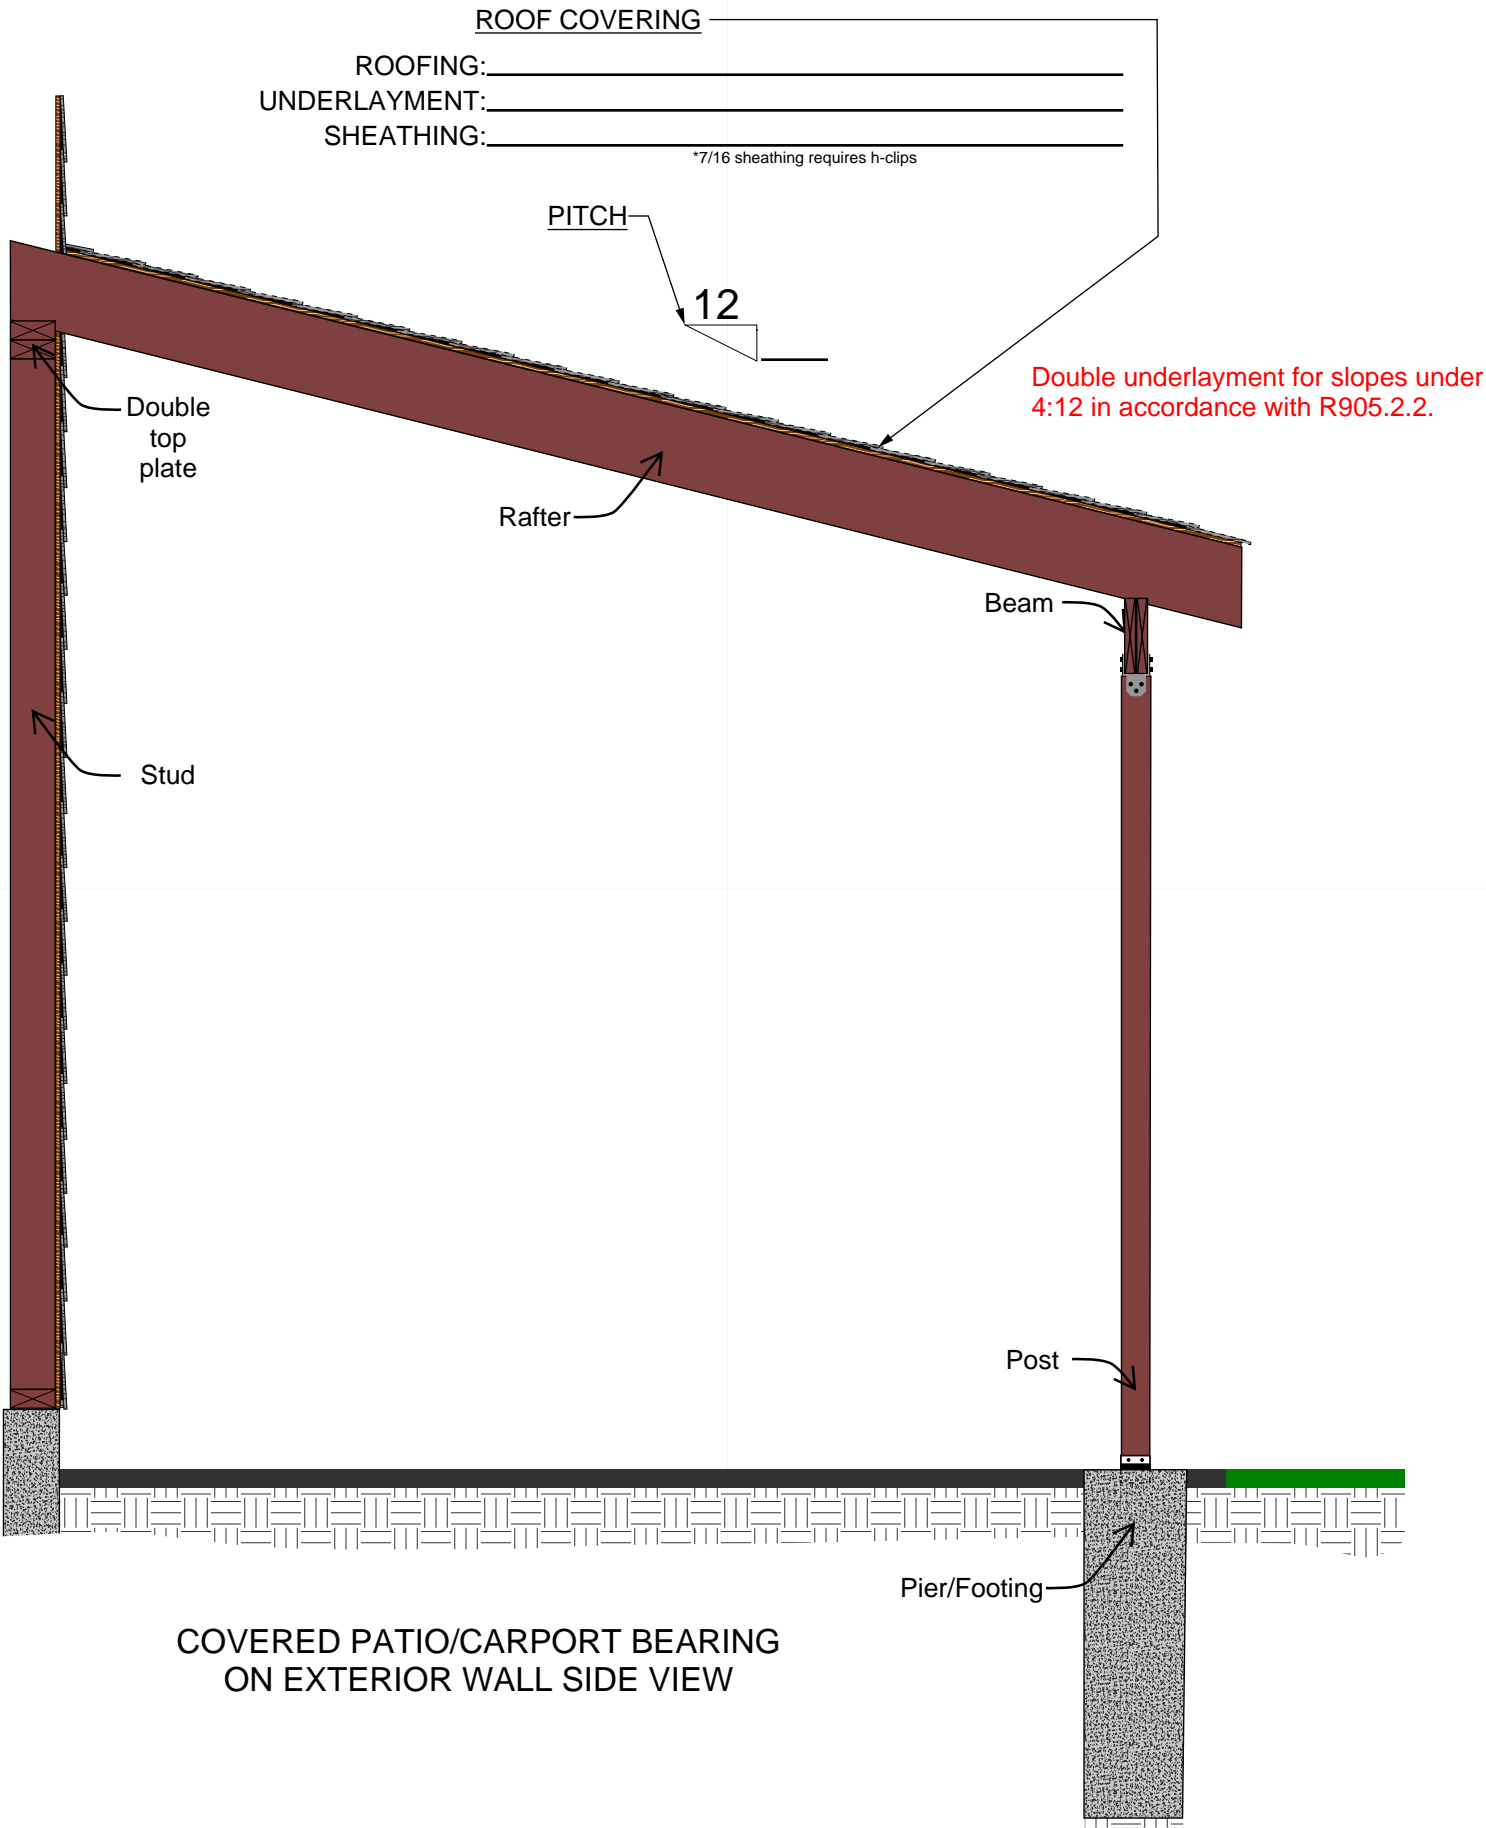 ROOF COVERING
ROOFING:
UNDERLAYMENT:
SHEATHING:
*7/16 sheathing requires h-clips
PITCH
12
Double underlayment for slopes under
4:12 in accordance with R905.2.2.
Double
top
plate
Rafter
Beam
Stud
Post
Pier/Footing
COVERED PATIO/CARPORT BEARING
ON EXTERIOR WALL SIDE VIEW